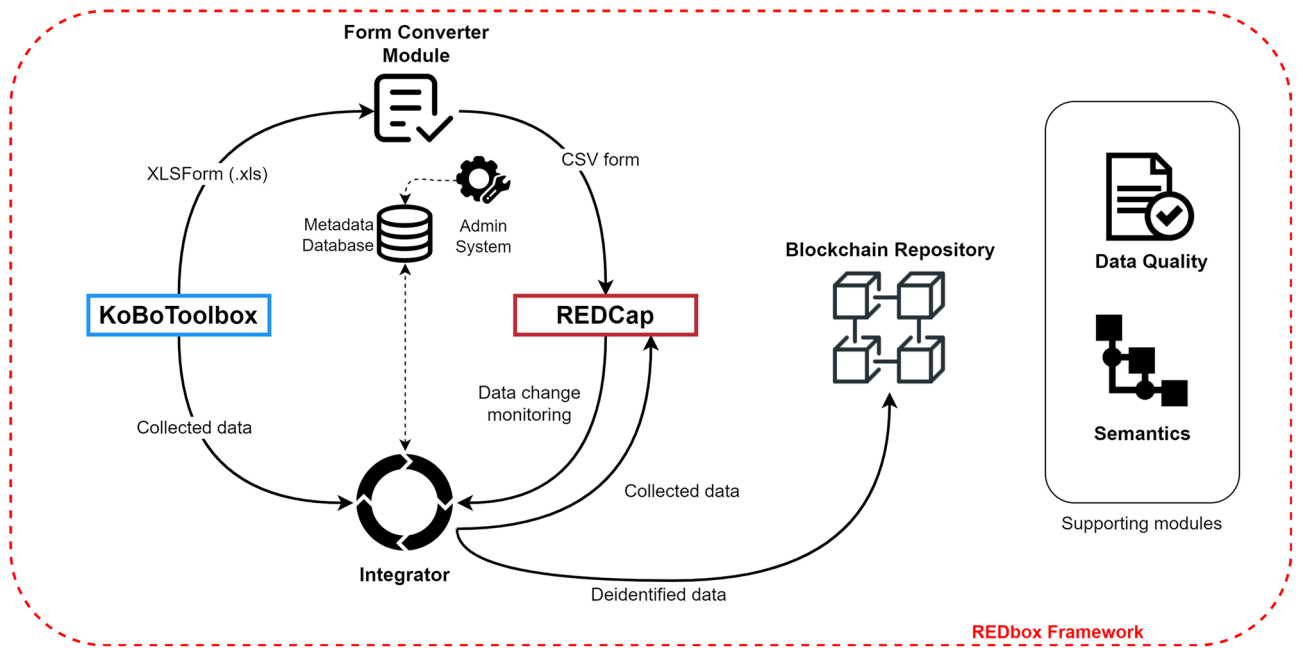 Form Converter
Module
XLSForm (.xls)
CSV form
Metadata
Database
Admin
System
Blockchain Repository
Data Quality
KoBoToolbox
REDCap
Data change
monitoring
Collected data
Semantics
Collected data
Supporting modules
Integrator
Deidentified data
REDbox Framework